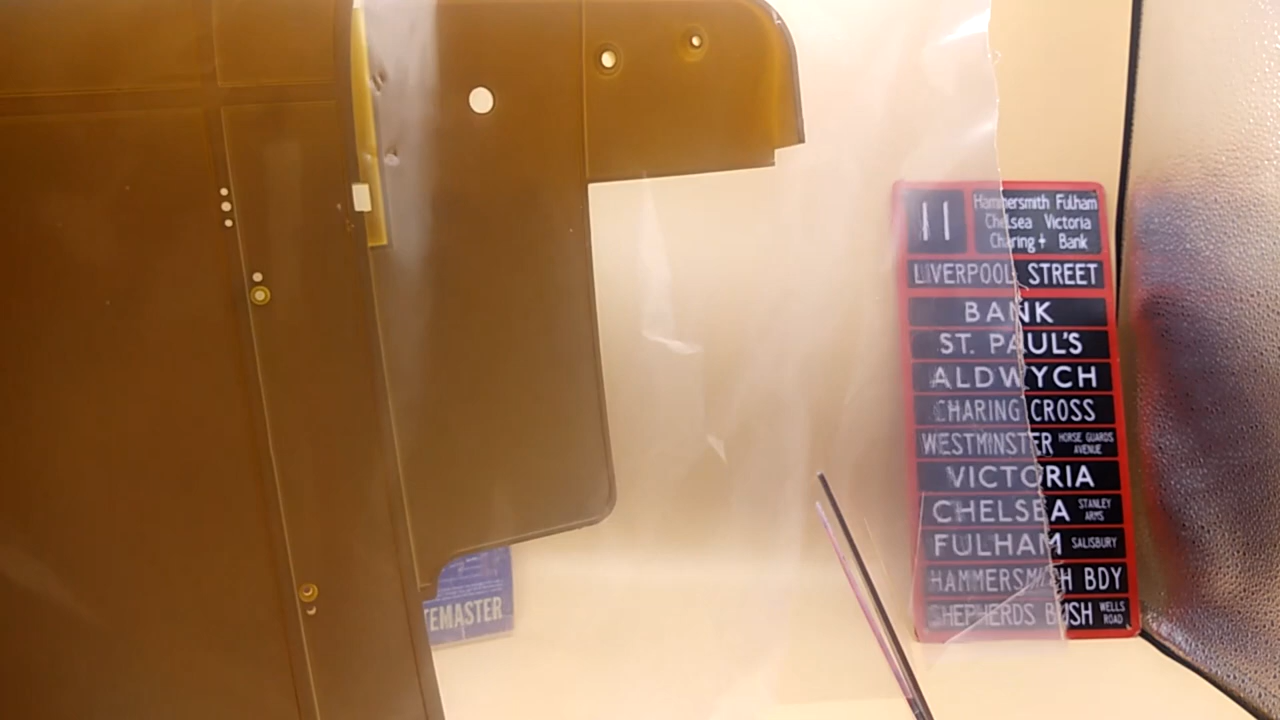 11
Hammersmith Fulham
Chelsea Victoria
Charing + Bank
LIVERPOOL STREET
BANK
ST. PAUL'S
ALDWYCH
CHARING CROSS
WESTMINSTER HORSE GUARDS AVENUE
VICTORIA
CHELSEA STANLEY ARMS
FULHAM SALISBURY
HAMMERSMITH BDY
SHEPHERDS BUSH WELLS ROAD
TEMASTER